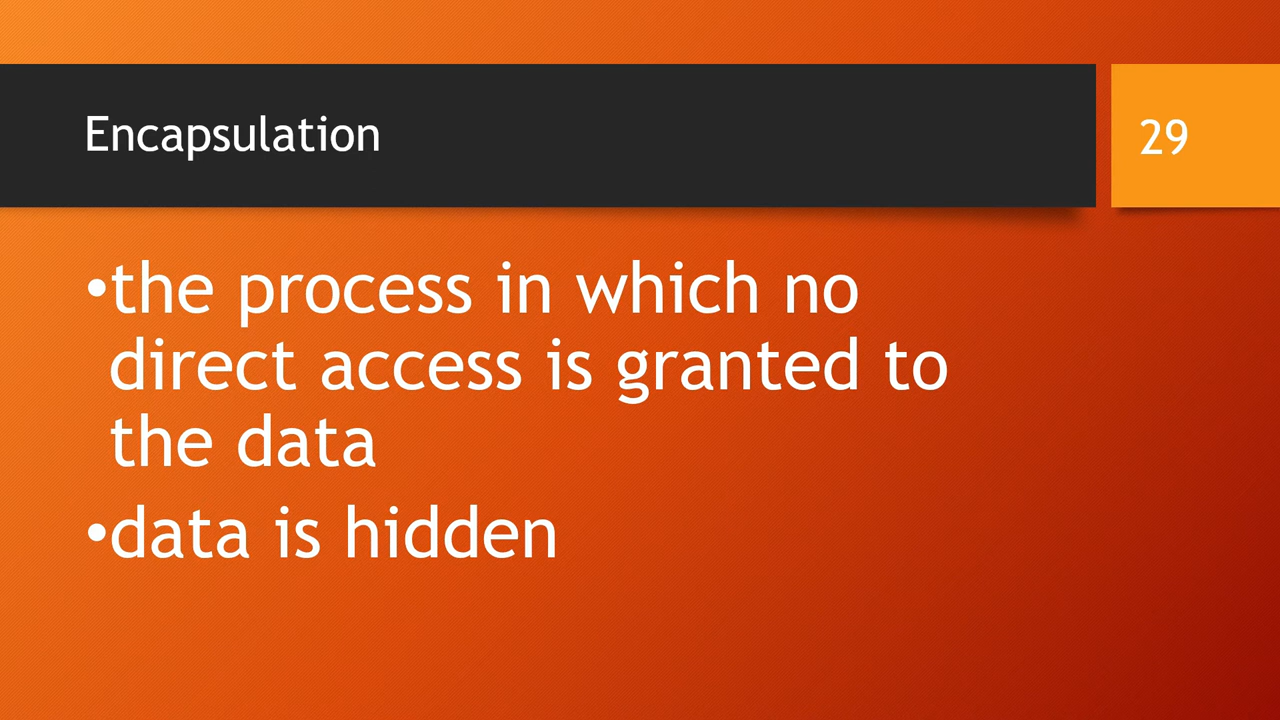 Encapsulation
29
•the process in which no
direct access is granted to
the data
•data is hidden